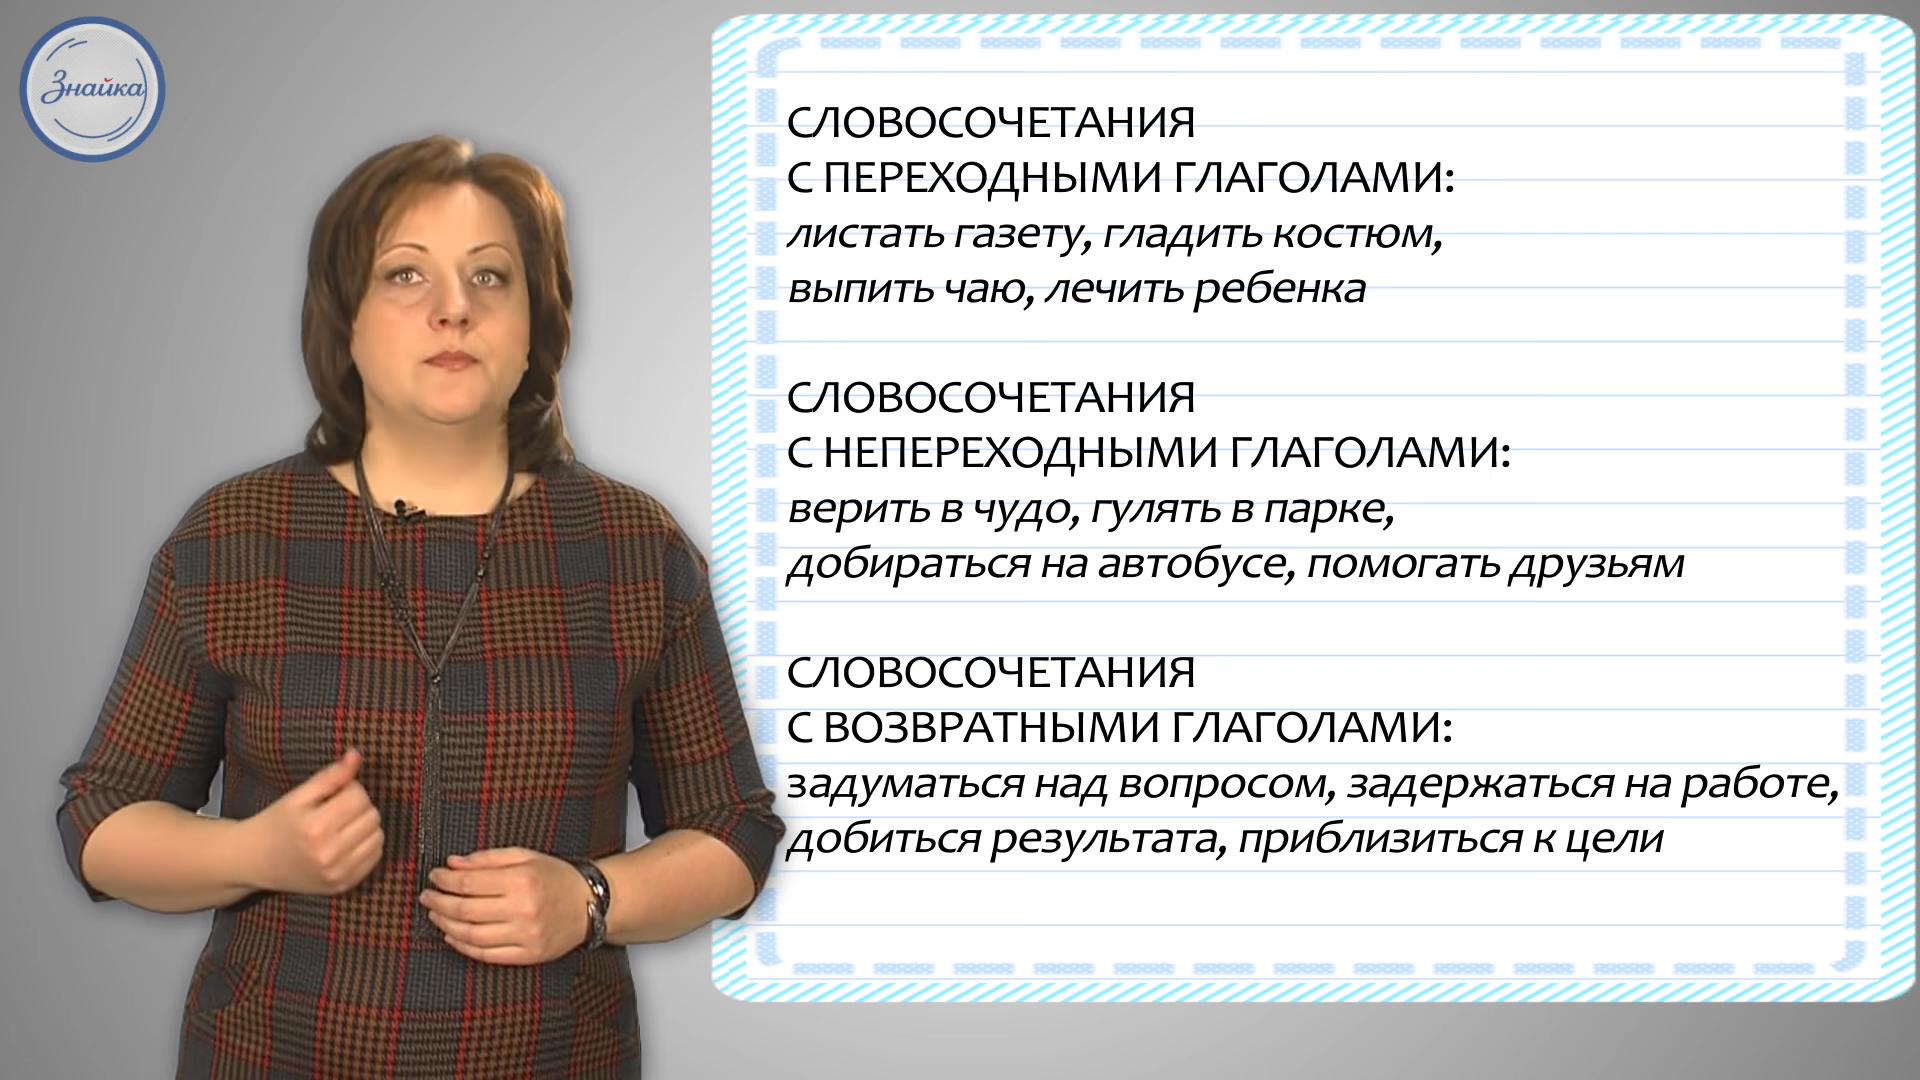 Знайка
СЛОВОСОЧЕТАНИЯ
С ПЕРЕХОДНЫМИ ГЛАГОЛАМИ:
листать газету, гладить костюм,
выпить чаю, лечить ребенка
СЛОВОСОЧЕТАНИЯ
С НЕПЕРЕХОДНЫМИ ГЛАГОЛАМИ:
верить в чудо, гулять в парке,
добираться на автобусе, помогать друзьям
СЛОВОСОЧЕТАНИЯ
С ВОЗВРАТНЫМИ ГЛАГОЛАМИ:
задуматься над вопросом, задержаться на работе,
добиться результата, приблизиться к цели